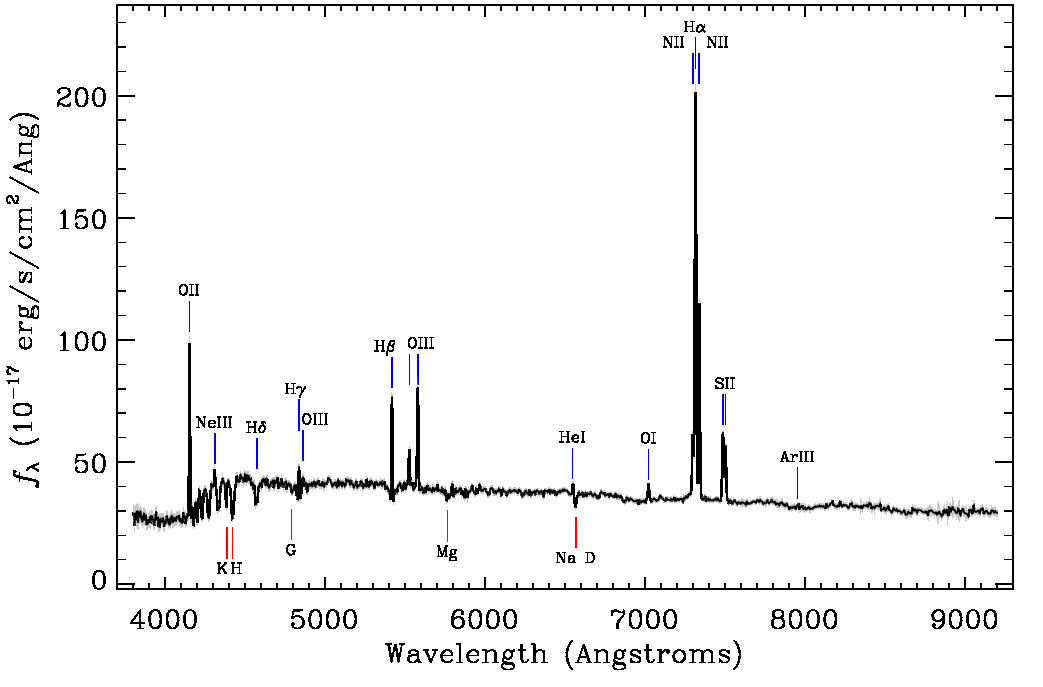 Hα
NII NII
200
150
OII
100
Hβ OIII
Hγ
OIII
NeIII Hδ
SII
HeI OI
ArIII
50
G Mg Na D
K H
0
4000 5000 6000 7000 8000 9000
Wavelength (Angstroms)
fλ (10−17 erg/s/cm2/Ang)